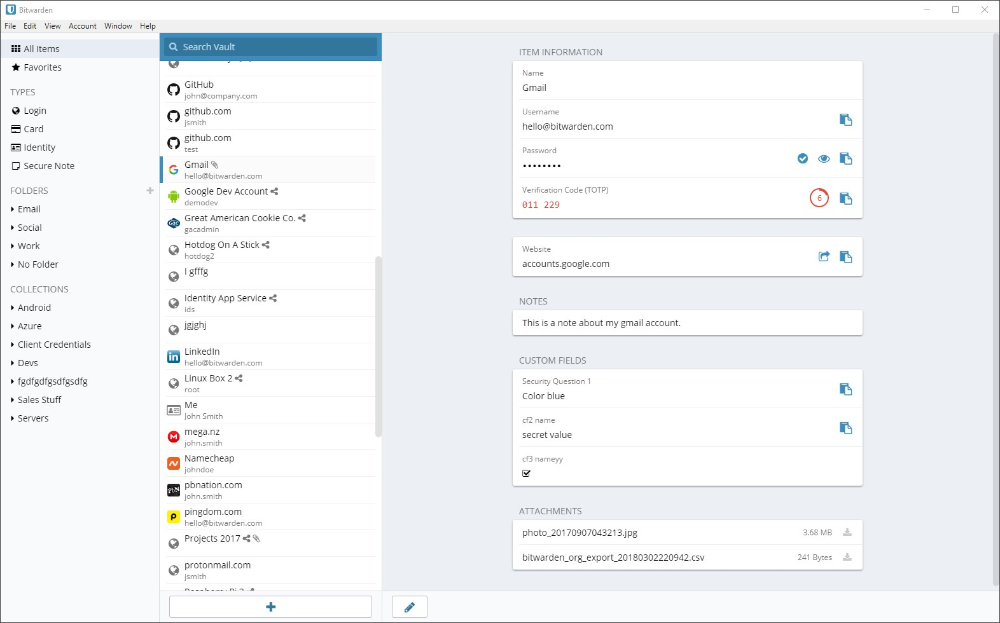 Bitwarden
File Edit View Account Window Help
All Items
Favorites
TYPES
Login
Card
Identity
Secure Note
FOLDERS
Email
Social
Work
No Folder
COLLECTIONS
Android
Azure
Client Credentials
Devs
fgdfgdfgsdfgsdfg
Sales Stuff
Servers
Search Vault
GitHub
john@company.com
github.com
jsmith
github.com
test
Gmail
hello@bitwarden.com
Google Dev Account
demodev
Great American Cookie Co.
gacadmin
Hotdog On A Stick
hotdog2
I gfffg
Identity App Service
ids
jgjghj
LinkedIn
hello@bitwarden.com
Linux Box 2
root
Me
John Smith
mega.nz
john.smith
Namecheap
johndoe
pbnation.com
john.smith
pingdom.com
hello@bitwarden.com
Projects 2017
protonmail.com
jsmith
ITEM INFORMATION
Name
Gmail
Username
hello@bitwarden.com
Password
••••••••
Verification Code (TOTP)
011 229 6
Website
accounts.google.com
NOTES
This is a note about my gmail account.
CUSTOM FIELDS
Security Question 1
Color blue
cf2 name
secret value
cf3 nameyy
ATTACHMENTS
photo_20170907043213.jpg 3.68 MB
bitwarden_org_export_20180302220942.csv 241 Bytes